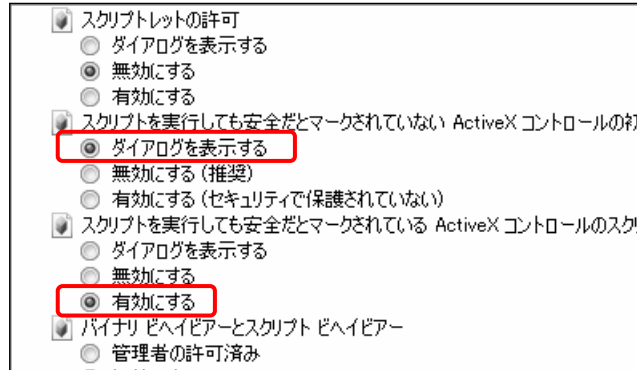 スクリプトレットの許可
ダイアログを表示する
無効にする
有効にする
スクリプトを実行しても安全だとマークされていない ActiveX コントロールの初
ダイアログを表示する
無効にする (推奨)
有効にする (セキュリティで保護されていない)
スクリプトを実行しても安全だとマークされている ActiveX コントロールのスク
ダイアログを表示する
無効にする
有効にする
バイナリ ビヘイビアーとスクリプト ビヘイビアー
管理者の許可済み